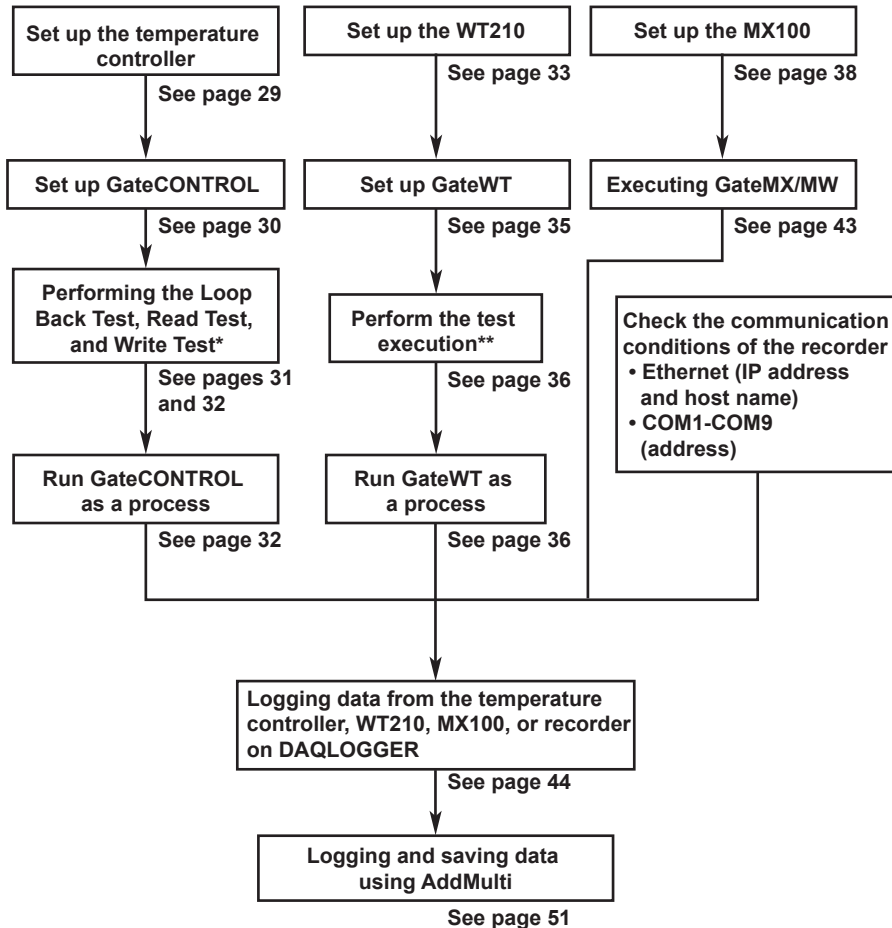 Set up the temperature
controller
See page 29
Set up GateCONTROL
See page 30
Performing the Loop
Back Test, Read Test,
and Write Test*
See pages 31
and 32
Run GateCONTROL
as a process
See page 32
Set up the WT210
See page 33
Set up GateWT
See page 35
Perform the test
execution**
See page 36
Run GateWT as
a process
See page 36
Set up the MX100
See page 38
Executing GateMX/MW
See page 43
Check the communication
conditions of the recorder
• Ethernet (IP address
and host name)
• COM1-COM9
(address)
Logging data from the temperature
controller, WT210, MX100, or recorder
on DAQLOGGER
See page 44
Logging and saving data
using AddMulti
See page 51